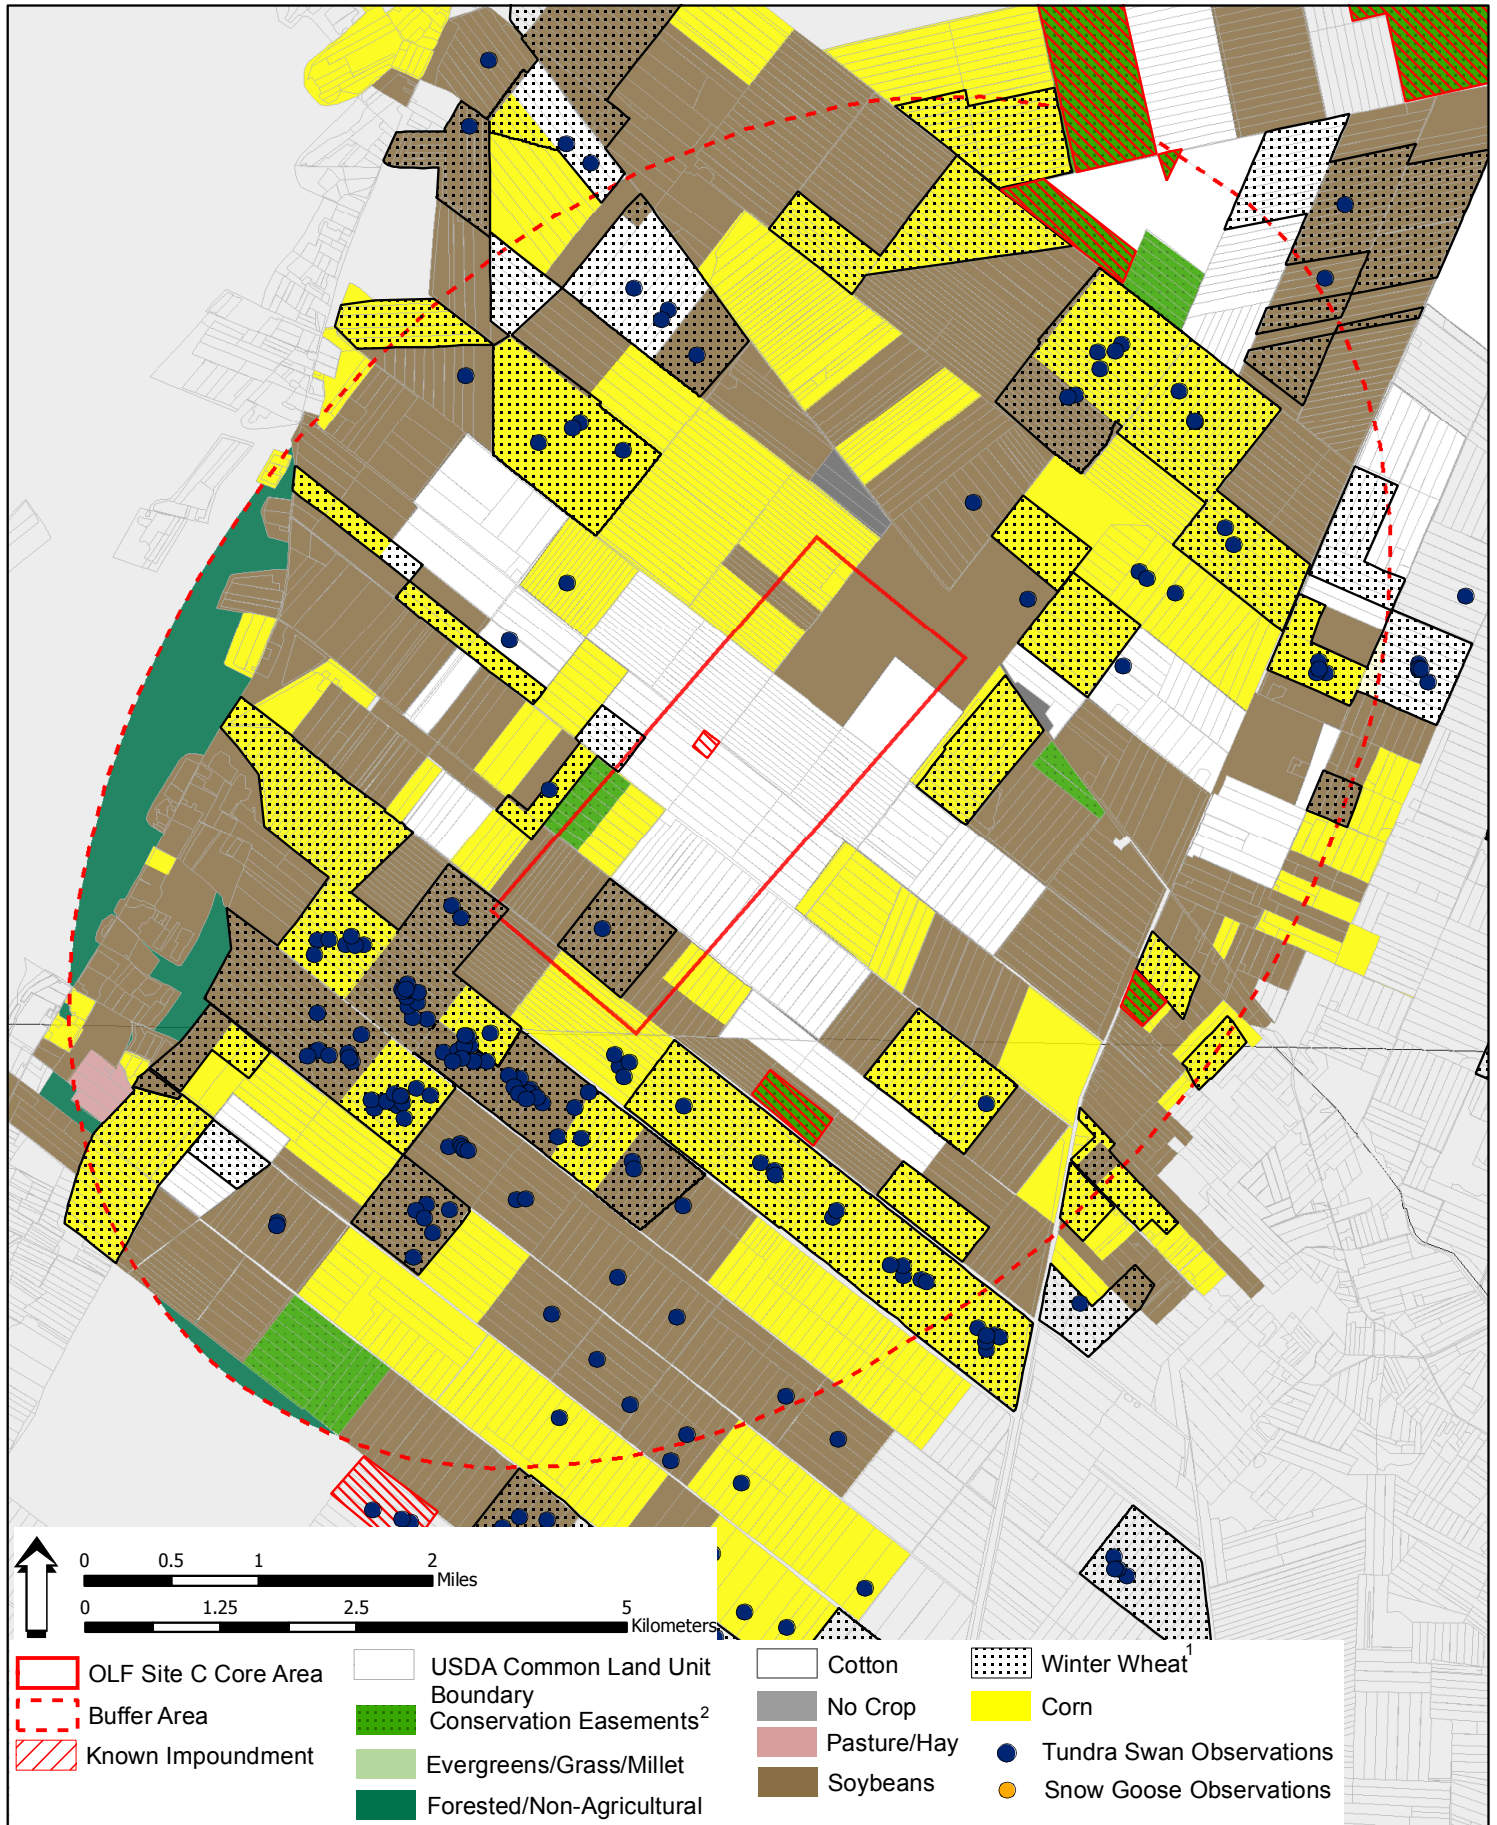 0 0.5 1 2
Miles
0 1.25 2.5 5
Kilometers
OLF Site C Core Area
Buffer Area
Known Impoundment
USDA Common Land Unit
Boundary
Conservation Easements2
Evergreens/Grass/Millet
Forested/Non-Agricultural
Cotton
No Crop
Pasture/Hay
Soybeans
Winter Wheat1
Corn
Tundra Swan Observations
Snow Goose Observations